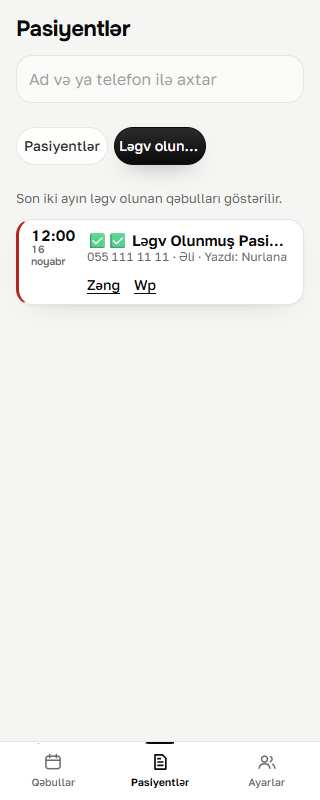 Pasiyentlər
Ad və ya telefon ilə axtar
Pasiyentlər
Ləgv olun...
Son iki ayın ləgv olunan qəbulları göstərilir.
12:00
16
noyabr
✅ ✅ Ləgv Olunmuş Pasi...
055 111 11 11 · Əli · Yazdı: Nurlana
Zəng
Wp
Qəbullar
Pasiyentlər
Ayarlar